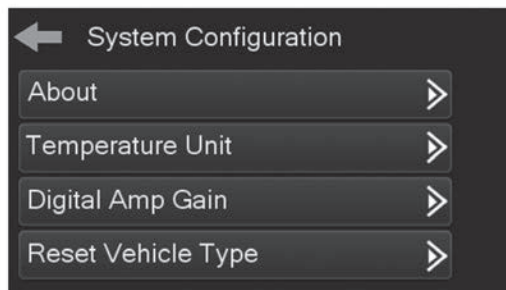 System Configuration
About
Temperature Unit
Digital Amp Gain
Reset Vehicle Type